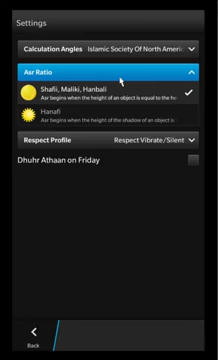 Settings
Calculation Angles Islamic Society Of North Americ
Asr Ratio
Shafii, Maliki, Hanbali
Asr begins when the height of an object is equal to the he
Hanafi
Asr begins when the height of the shadow of an object is
Respect Profile Respect Vibrate/Silent
Dhuhr Athaan on Friday
Back